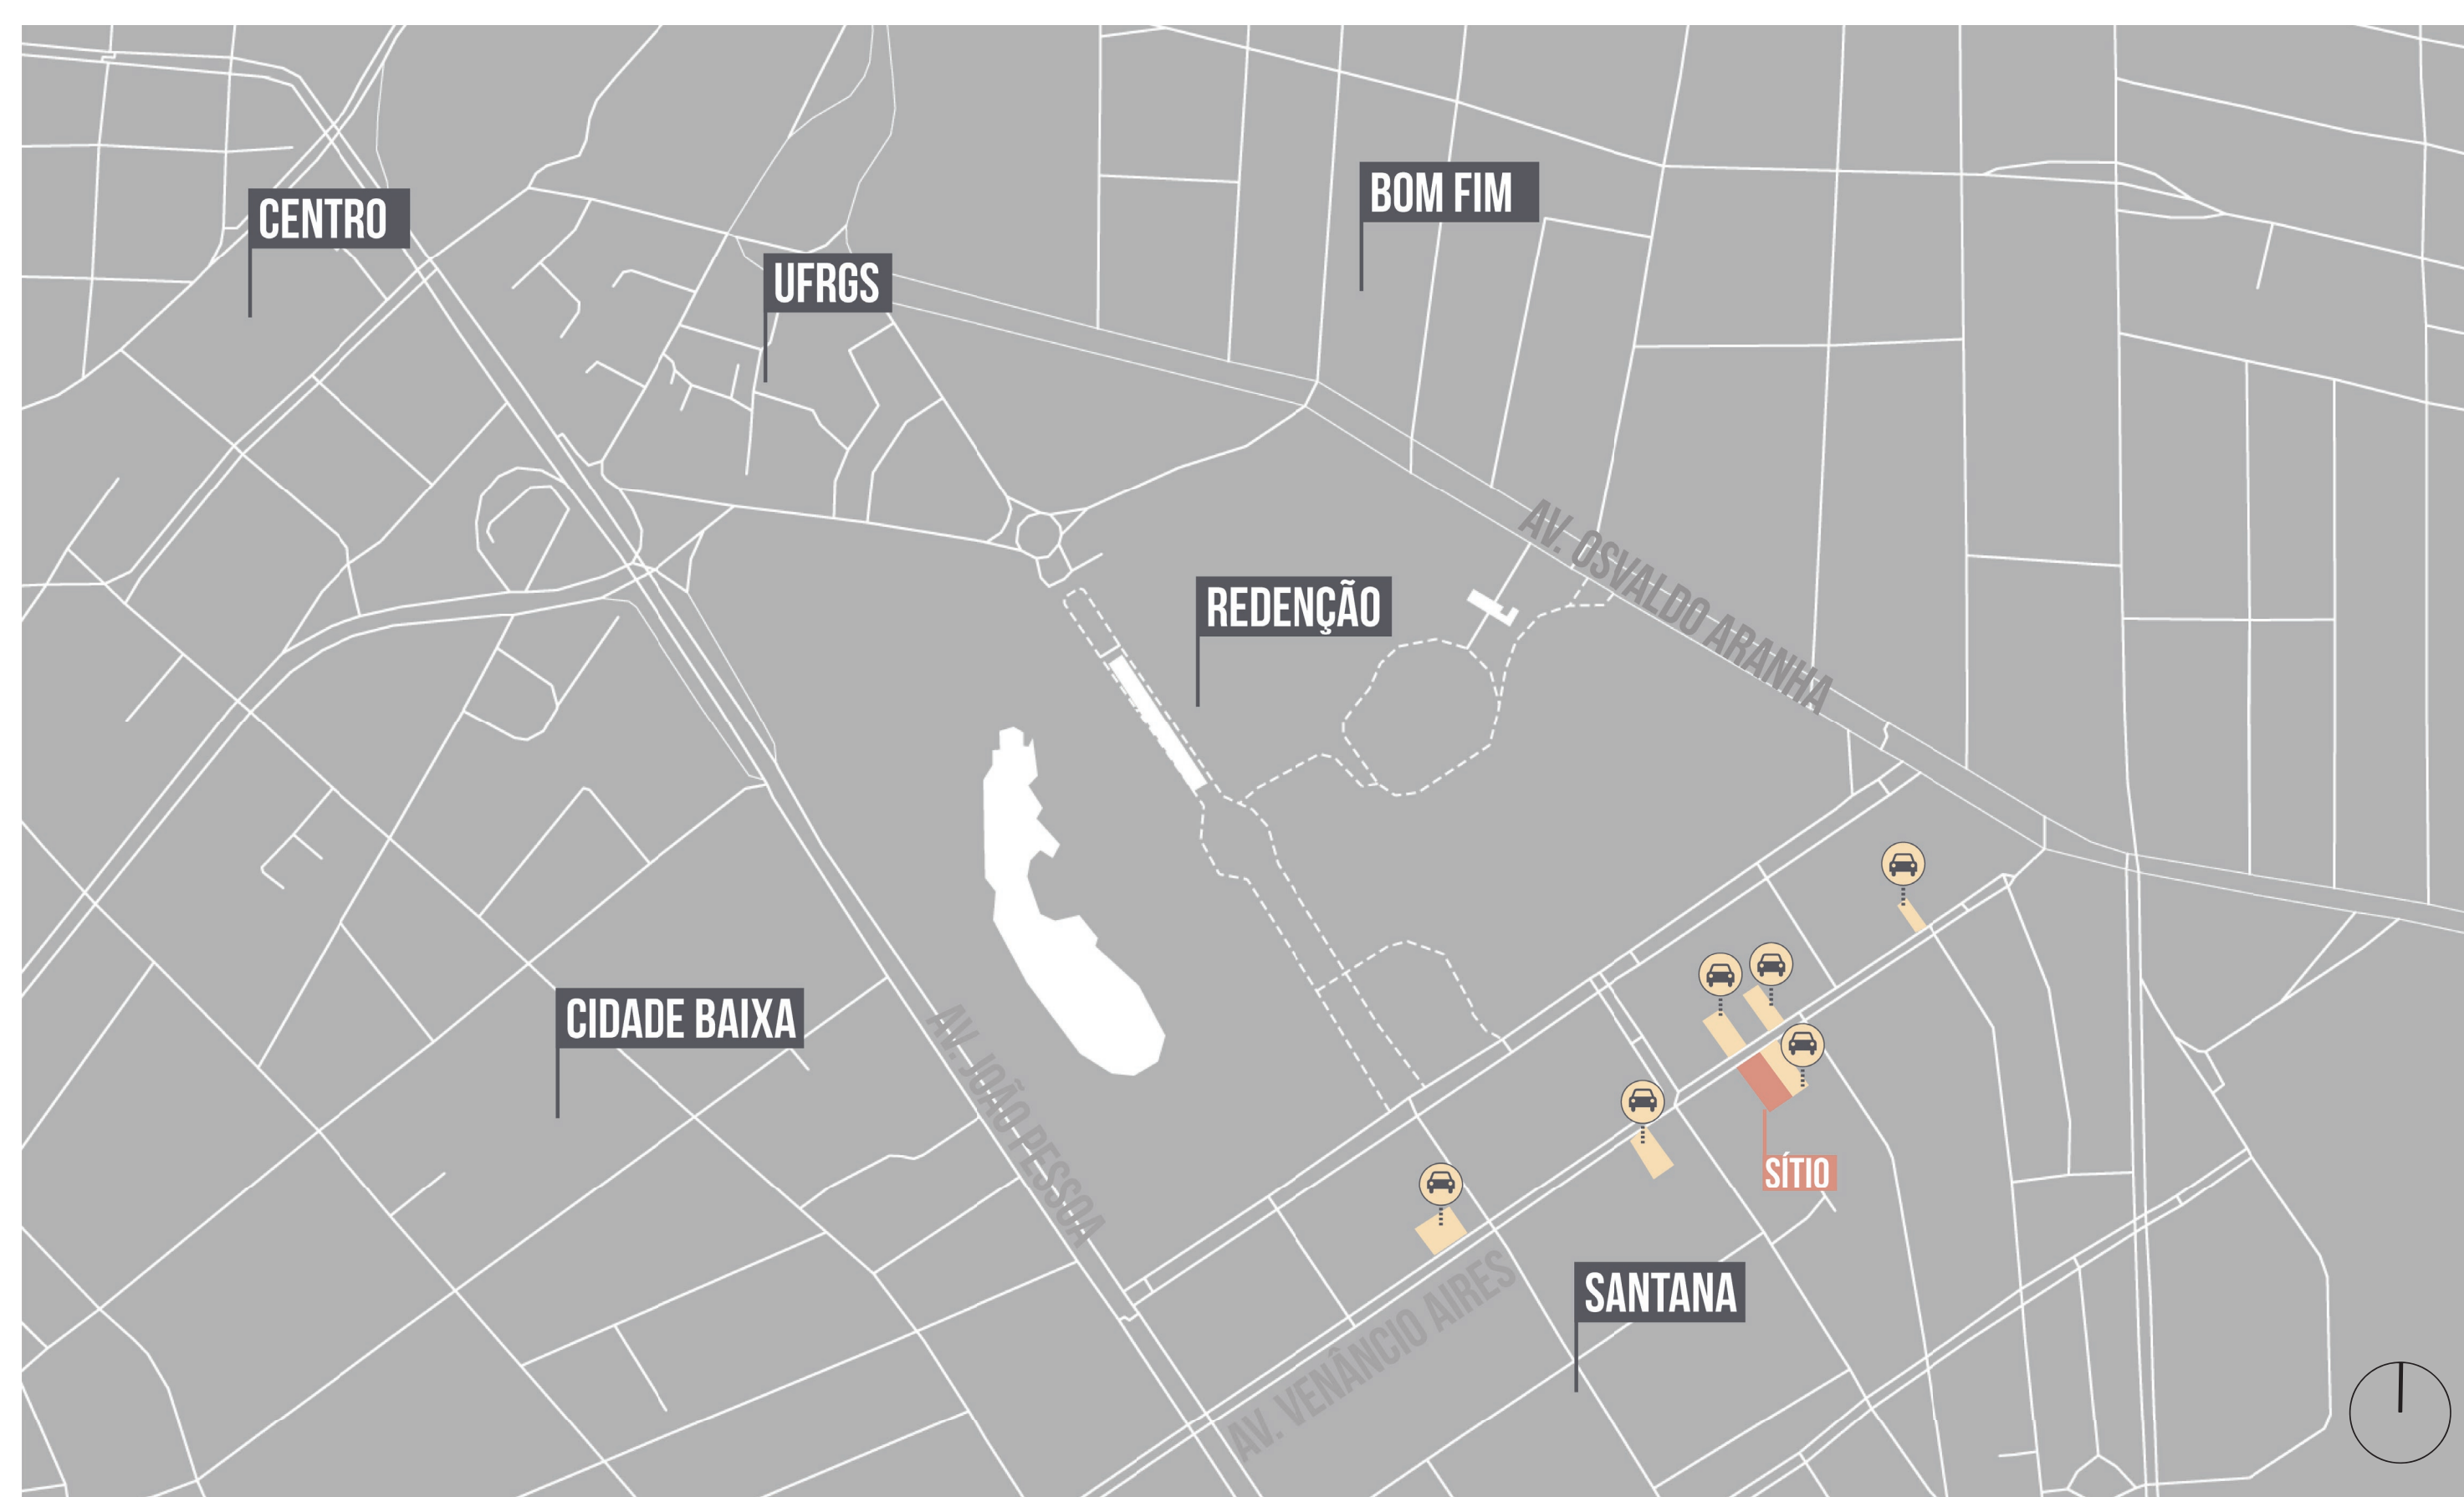 BOM FIM
CENTRO
UFRGS
AV. OSVALDO ARANHA
REDENÇÃO
CIDADE BAIXA
AV. JOÃO PESSOA
SÍTIO
SANTANA
AV. VENÂNCIO AIRES